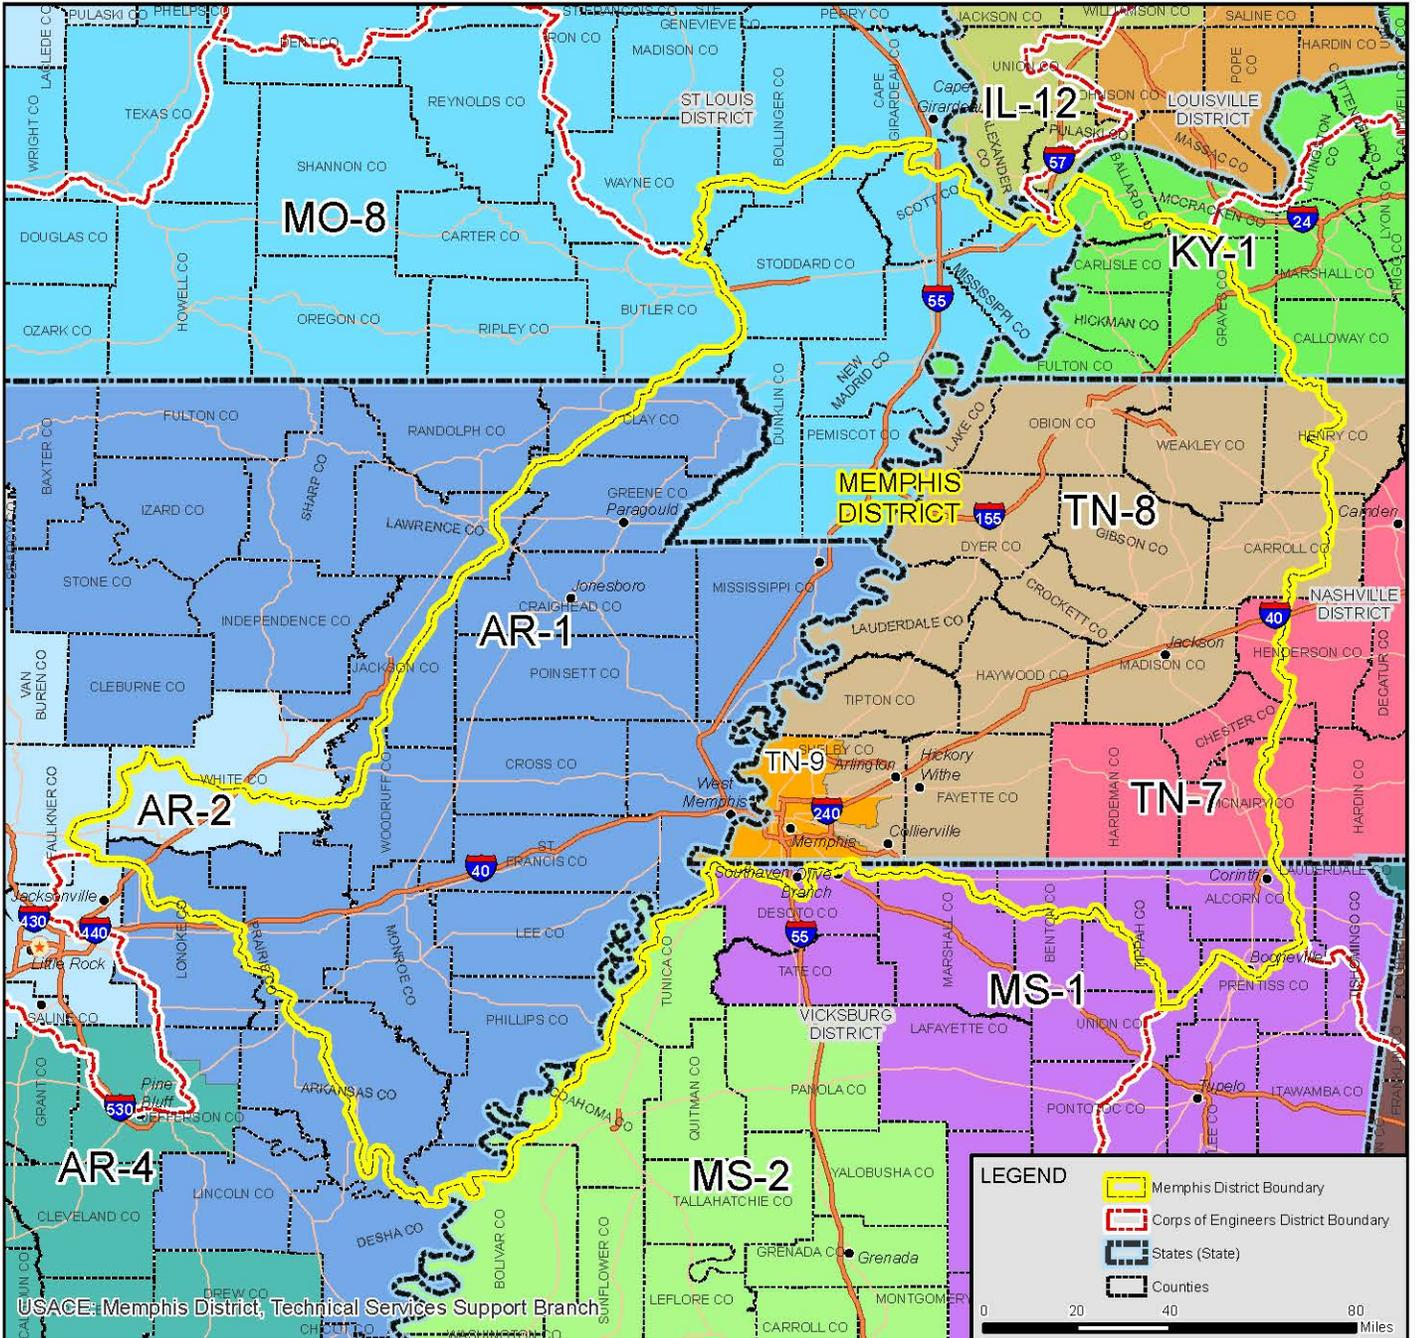 PULASKI CO
PHELPS CO
ST FRANCOIS CO
STE
GENEVIEVE CO
PERRY CO
JACKSON CO
WILLIAMSON CO
SALINE CO
LACLEDE CO
DENT CO
IRON CO
MADISON CO
UNION CO
POPE
CO
HARDIN CO
WRIGHT CO
TEXAS CO
REYNOLDS CO
ST LOUIS
DISTRICT
BOLLINGER CO
CAPE
GIRARDEAU CO
Cape
Girardeau
IL-12
JOHNSON CO
LOUISVILLE
DISTRICT
CRITTENDEN CO
CALDWELL CO
SHANNON CO
WAYNE CO
ALEXANDER
CO
PULASKI CO
57
MASSAC CO
LIVINGSTON
CO
MO-8
SCOTT CO
BALLARD CO
MCCRACKEN CO
24
LYON CO
DOUGLAS CO
HOWELL CO
CARTER CO
STODDARD CO
KY-1
CARLISLE CO
MARSHALL CO
TRIGG CO
OZARK CO
OREGON CO
RIPLEY CO
BUTLER CO
55
MISSISSIPPI CO
HICKMAN CO
GRAVES CO
CALLOWAY CO
FULTON CO
NEW
MADRID CO
DUNKLIN CO
FULTON CO
RANDOLPH CO
CLAY CO
BAXTER CO
SHARP CO
PEMISCOT CO
LAKE CO
OBION CO
WEAKLEY CO
HENRY CO
MEMPHIS
DISTRICT
GREENE CO
Paragould
IZARD CO
LAWRENCE CO
155
TN-8
GIBSON CO
Camden
SEARCY CO
DYER CO
CARROLL CO
STONE CO
Jonesboro
CRAIGHEAD CO
MISSISSIPPI CO
CROCKETT CO
NASHVILLE
DISTRICT
INDEPENDENCE CO
AR-1
LAUDERDALE CO
40
Jackson
MADISON CO
HENDERSON CO
DECATUR CO
VAN
BUREN CO
CLEBURNE CO
JACKSON CO
POINSETT CO
HAYWOOD CO
TIPTON CO
CHESTER CO
WHITE CO
CROSS CO
SHELBY CO
TN-9
Arlington
Hickory
Withe
FAYETTE CO
HARDEMAN CO
TN-7
MCNAIRY CO
HARDIN CO
FAULKNER CO
AR-2
WOODRUFF CO
West
Memphis
240
Memphis
Collierville
40
ST
FRANCIS CO
Southaven
Olive
Branch
Corinth
LAUDERDALE CO
ALCORN CO
Jacksonville
430
440
Little Rock
LONOKE CO
PRAIRIE CO
MONROE CO
LEE CO
DESOTO CO
55
TATE CO
MARSHALL CO
BENTON CO
TIPPAH CO
Booneville
PRENTISS CO
TISHOMINGO CO
TUNICA CO
MS-1
SALINE CO
PHILLIPS CO
VICKSBURG
DISTRICT
LAFAYETTE CO
UNION CO
GRANT CO
Pine
Bluff
530
JEFFERSON CO
ARKANSAS CO
COAHOMA CO
QUITMAN CO
PANOLA CO
PONTOTOC CO
Tupelo
LEE CO
ITAWAMBA CO
FRANKLIN CO
AR-4
MS-2
LINCOLN CO
TALLAHATCHIE CO
YALOBUSHA CO
CLEVELAND CO
DESHA CO
BOLIVAR CO
SUNFLOWER CO
GRENADA CO
Grenada
DREW CO
LEFLORE CO
MONTGOMERY
CHICOT CO
WASHINGTON CO
CARROLL CO
USACE: Memphis District, Technical Services Support Branch
LEGEND
Memphis District Boundary
Corps of Engineers District Boundary
States (State)
Counties
0 20 40 80
Miles